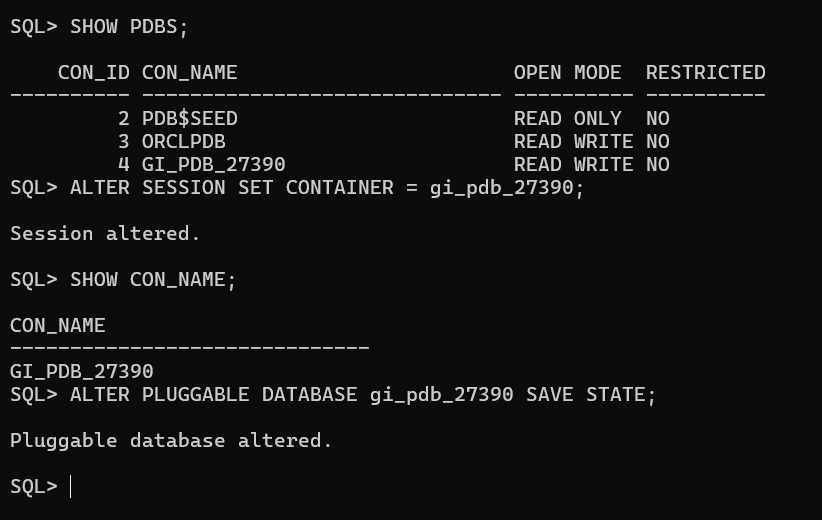 SQL> SHOW PDBS;
    CON_ID CON_NAME                       OPEN MODE  RESTRICTED
---------- ------------------------------ ---------- ----------
         2 PDB$SEED                       READ ONLY  NO
         3 ORCLPDB                        READ WRITE NO
         4 GI_PDB_27390                   READ WRITE NO
SQL> ALTER SESSION SET CONTAINER = gi_pdb_27390;
Session altered.
SQL> SHOW CON_NAME;
CON_NAME
------------------------------
GI_PDB_27390
SQL> ALTER PLUGGABLE DATABASE gi_pdb_27390 SAVE STATE;
Pluggable database altered.
SQL>